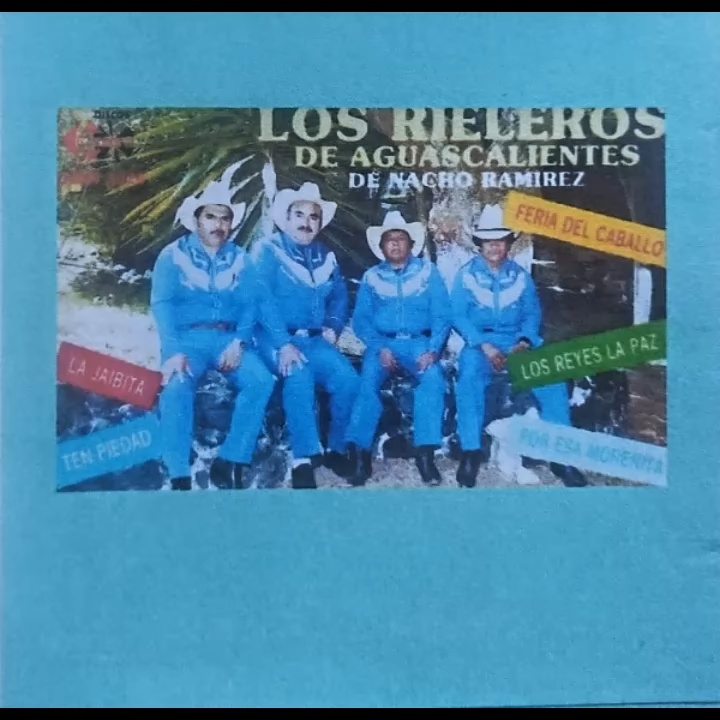 DISCOS
LOS RIELEROS
DE AGUASCALIENTES
DE NACHO RAMIREZ
FERIA DEL CABALLO
LOS REYES LA PAZ
LA JAIBITA
TEN PIEDAD
POR ESA MORENITA